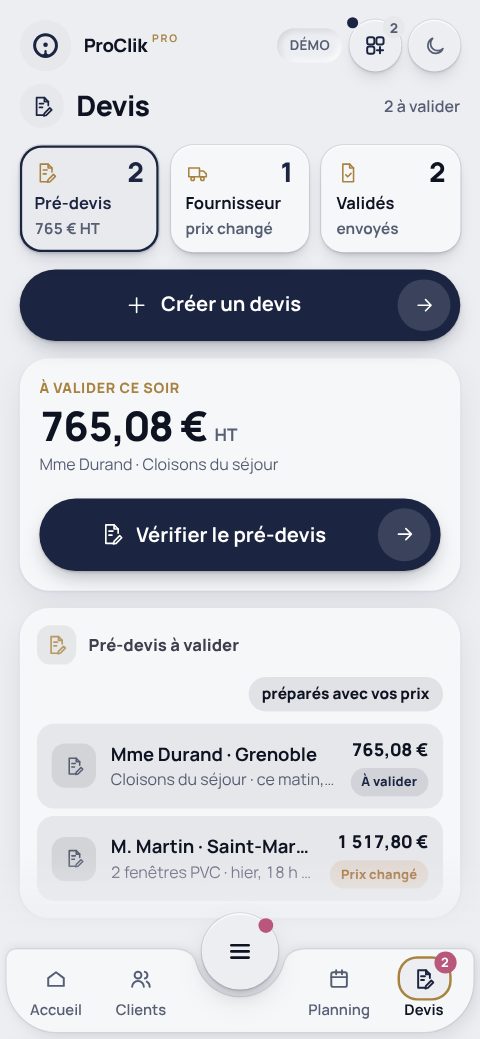 ProClik PRO
DÉMO
2
Devis
2 à valider
2
Pré-devis
765 € HT
1
Fournisseur
prix changé
2
Validés
envoyés
Créer un devis
À VALIDER CE SOIR
765,08 € HT
Mme Durand · Cloisons du séjour
Vérifier le pré-devis
Pré-devis à valider
préparés avec vos prix
Mme Durand · Grenoble
765,08 €
Cloisons du séjour · ce matin,...
À valider
M. Martin · Saint-Mar...
1 517,80 €
2 fenêtres PVC · hier, 18 h ...
Prix changé
Accueil
Clients
Planning
2
Devis